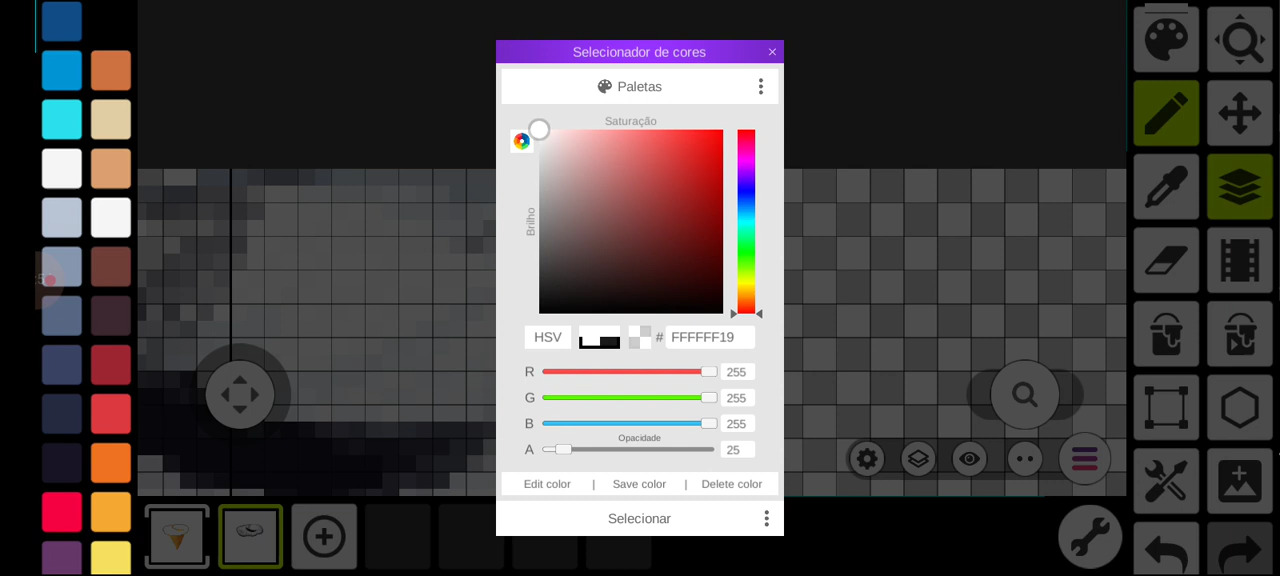 Selecionador de cores ×
Paletas
Saturação
Brilho
HSV # FFFFFF19
R 255
G 255
B 255
Opacidade
A 25
Edit color | Save color | Delete color
Selecionar